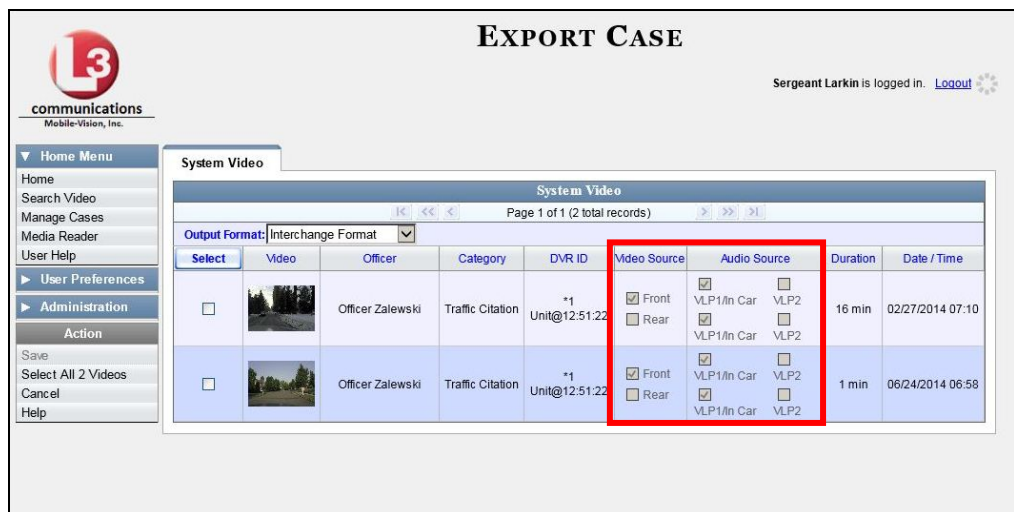 EXPORT CASE
L3
communications
Mobile-Vision, Inc.
Sergeant Larkin is logged in. Logout
▼ Home Menu
Home
Search Video
Manage Cases
Media Reader
User Help
▶ User Preferences
▶ Administration
Action
Save
Select All 2 Videos
Cancel
Help
System Video
System Video
|< << < Page 1 of 1 (2 total records) > >> >|
Output Format: Interchange Format
Select Video Officer Category DVR ID Video Source Audio Source Duration Date / Time
Officer Zalewski Traffic Citation *1 Unit@12:51:22 Front Rear VLP1/In Car VLP2 VLP1/In Car VLP2 16 min 02/27/2014 07:10
Officer Zalewski Traffic Citation *1 Unit@12:51:22 Front Rear VLP1/In Car VLP2 VLP1/In Car VLP2 1 min 06/24/2014 06:58